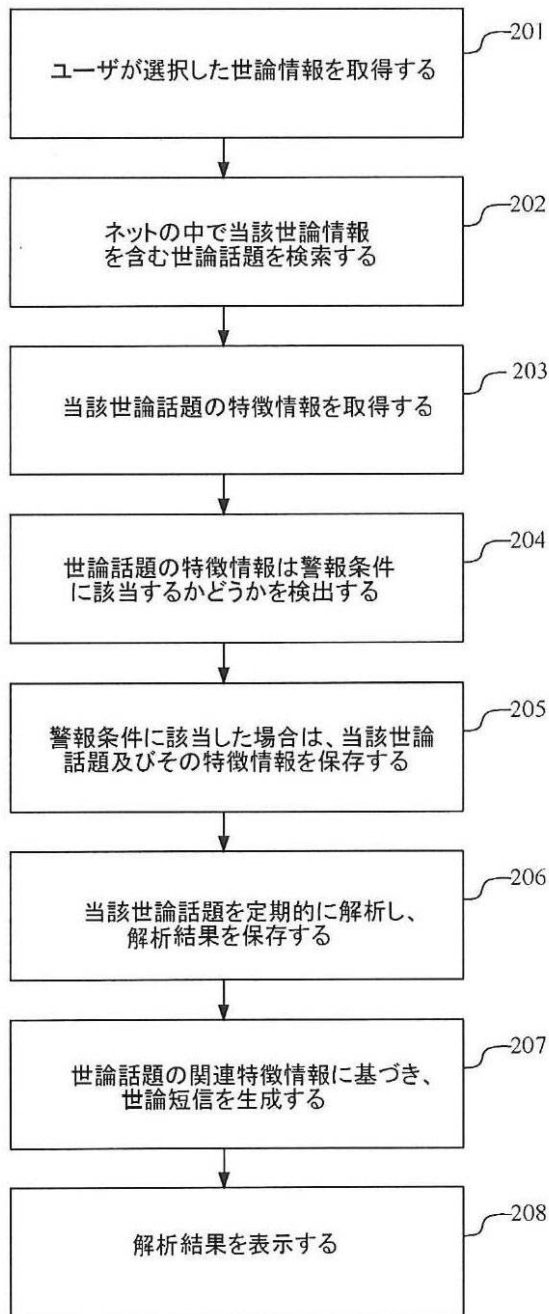 201
ユーザが選択した世論情報を取得する
202
ネットの中で当該世論情報
を含む世論話題を検索する
203
当該世論話題の特徴情報を取得する
204
世論話題の特徴情報は警報条件
に該当するかどうかを検出する
205
警報条件に該当した場合は、当該世論
話題及びその特徴情報を保存する
206
当該世論話題を定期的に解析し、
解析結果を保存する
207
世論話題の関連特徴情報に基づき、
世論短信を生成する
208
解析結果を表示する